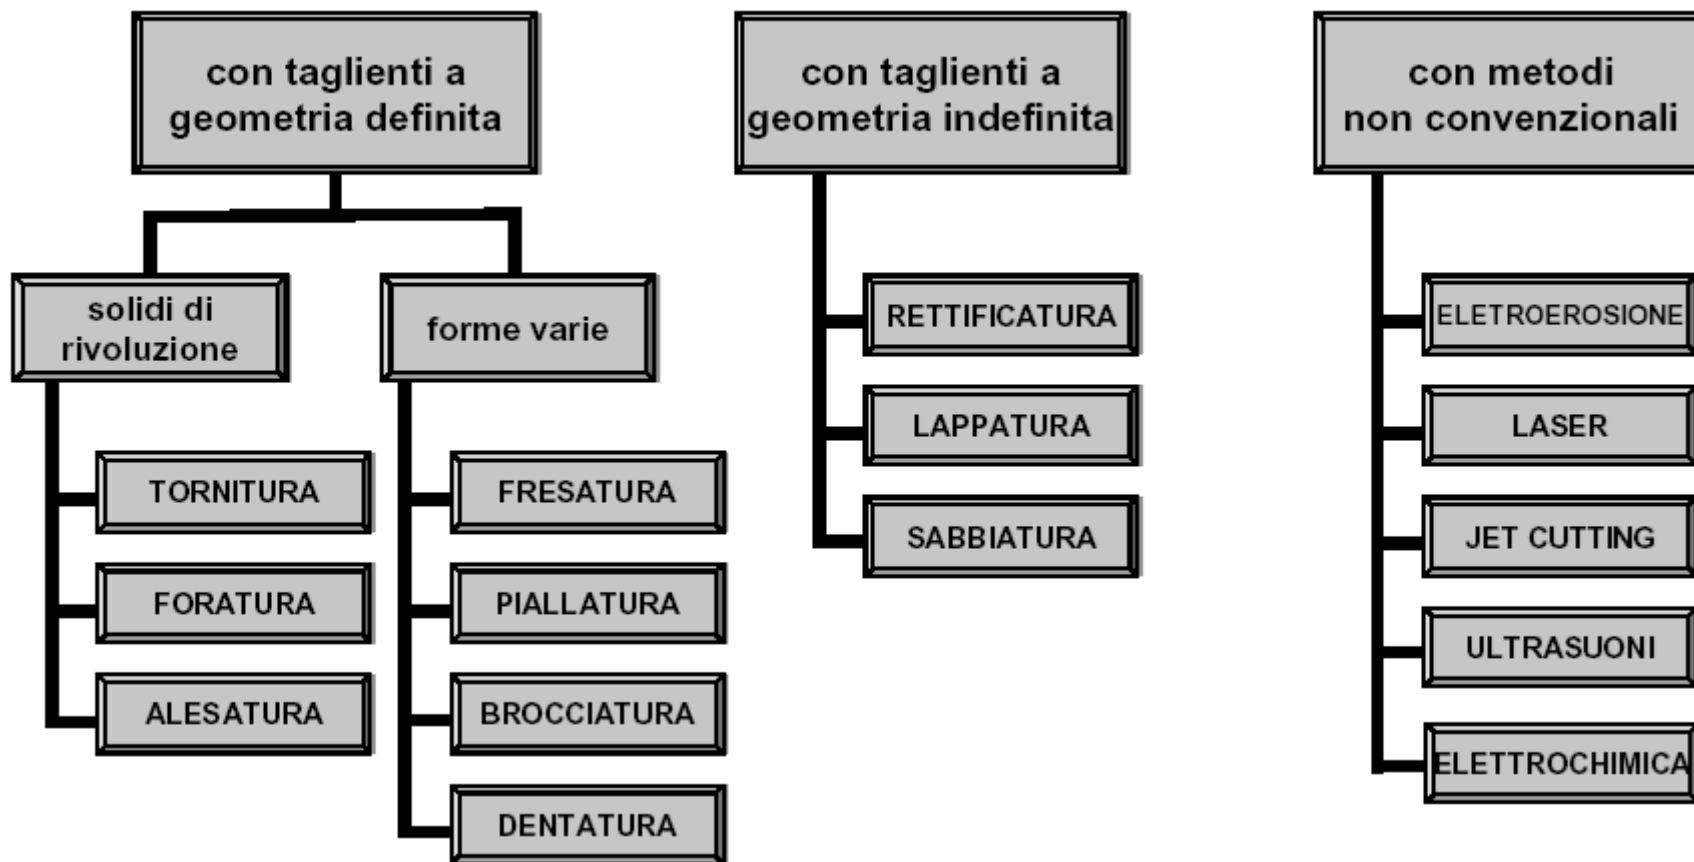 con taglienti a
geometria definita
con taglienti a
geometria indefinita
con metodi
non convenzionali
solidi di
rivoluzione
forme varie
TORNITURA
FORATURA
ALESATURA
FRESATURA
PIALLATURA
BROCCIATURA
DENTATURA
RETTIFICATURA
LAPPATURA
SABBIATURA
ELETROEROSIONE
LASER
JET CUTTING
ULTRASUONI
ELETTROCHIMICA